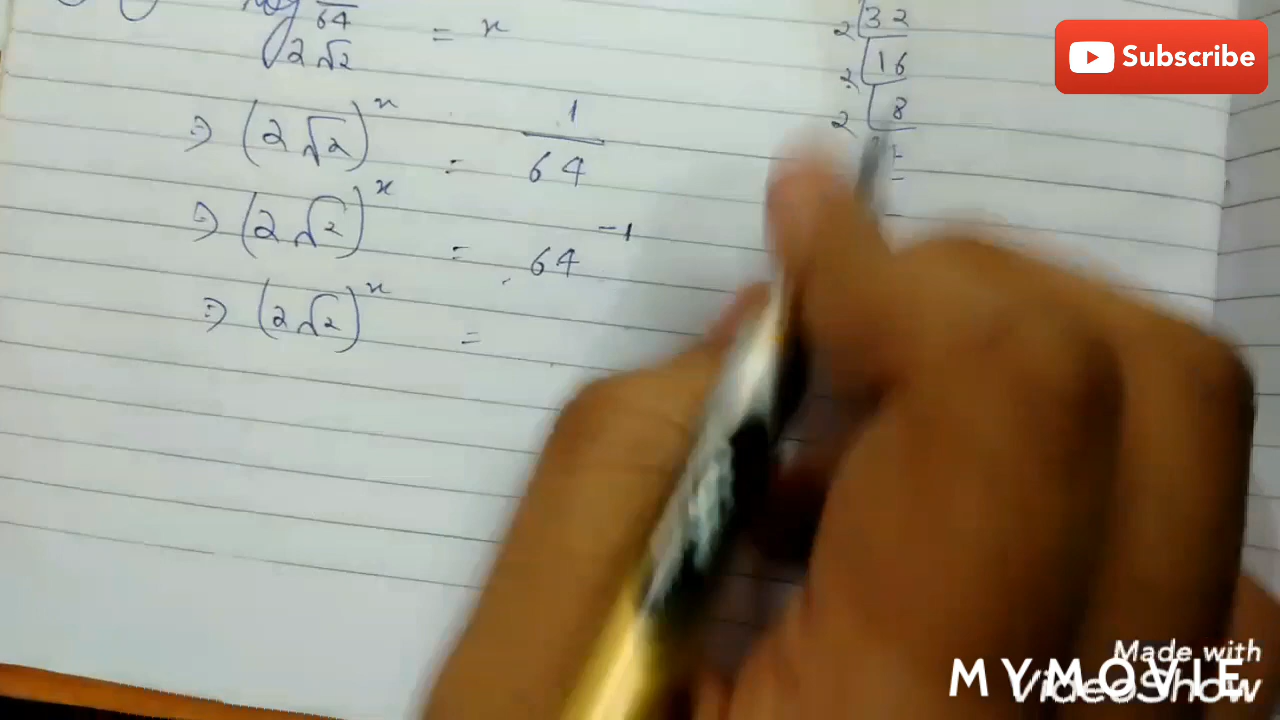 log 64
2√2 = x
⇒ (2√2)^x = 1/64
⇒ (2√2)^x = 64^-1
⇒ (2√2)^x =
2 32
2 16
2 8
Subscribe
Made with
VideoShow
MYMOVIE